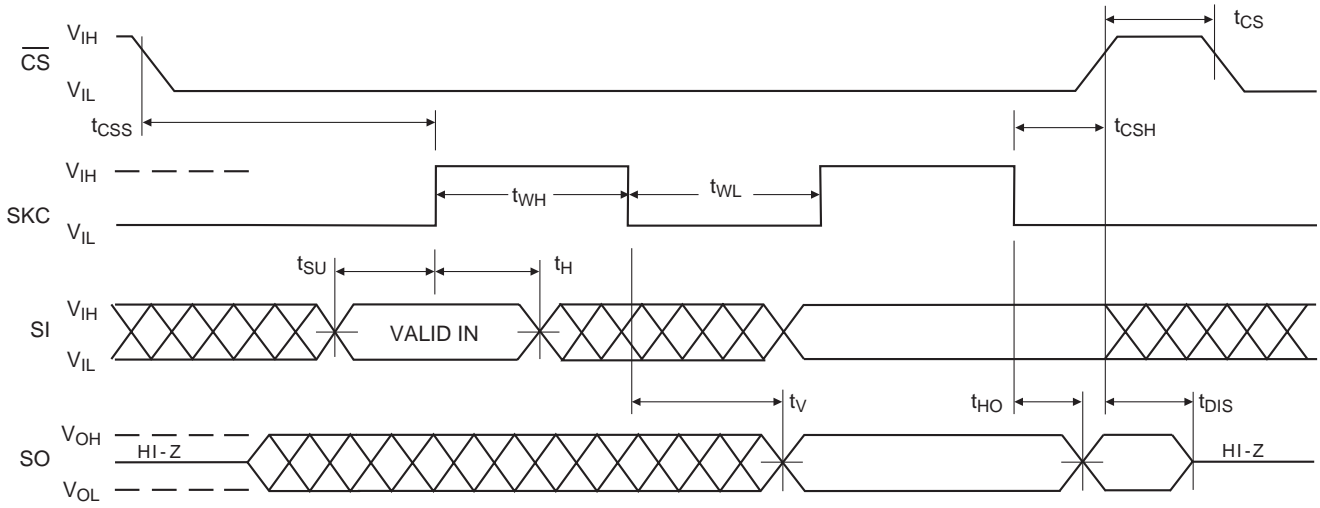 V_IH
t_CS
CS
V_IL
t_CSS
t_CSH
V_IH
t_WH
t_WL
SKC
V_IL
t_SU
t_H
V_IH
SI
VALID IN
V_IL
t_V
t_HO
t_DIS
V_OH
HI-Z
HI-Z
SO
V_OL